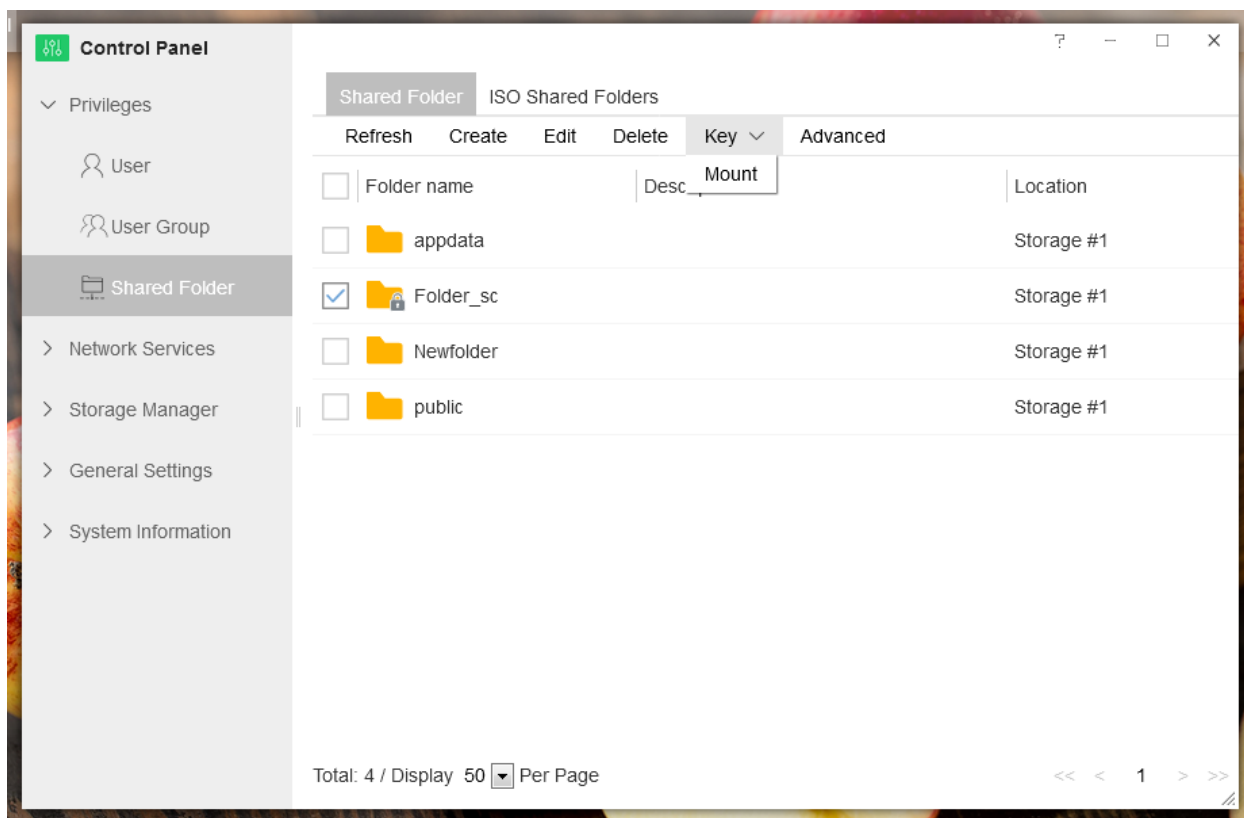 Control Panel
Privileges
User
User Group
Shared Folder
Network Services
Storage Manager
General Settings
System Information
?
Shared Folder ISO Shared Folders
Refresh Create Edit Delete Key Advanced
Mount
Folder name Location
appdata Storage #1
Folder_sc Storage #1
Newfolder Storage #1
public Storage #1
Total: 4 / Display 50 Per Page << < 1 > >>